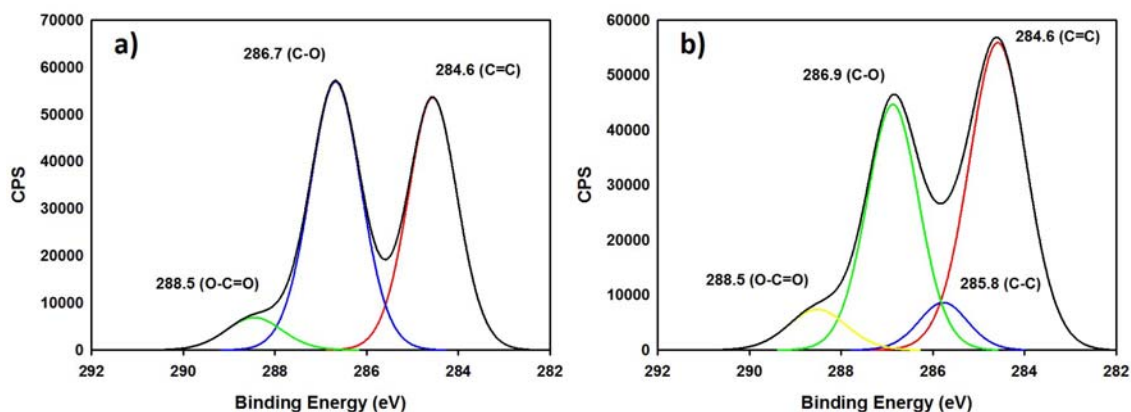 a)
70000
60000
50000
40000
30000
20000
10000
0
CPS
286.7 (C-O)
284.6 (C=C)
288.5 (O-C=O)
292 290 288 286 284 282
Binding Energy (eV)
b)
60000
50000
40000
30000
20000
10000
0
CPS
284.6 (C=C)
286.9 (C-O)
288.5 (O-C=O)
285.8 (C-C)
292 290 288 286 284 282
Binding Energy (eV)